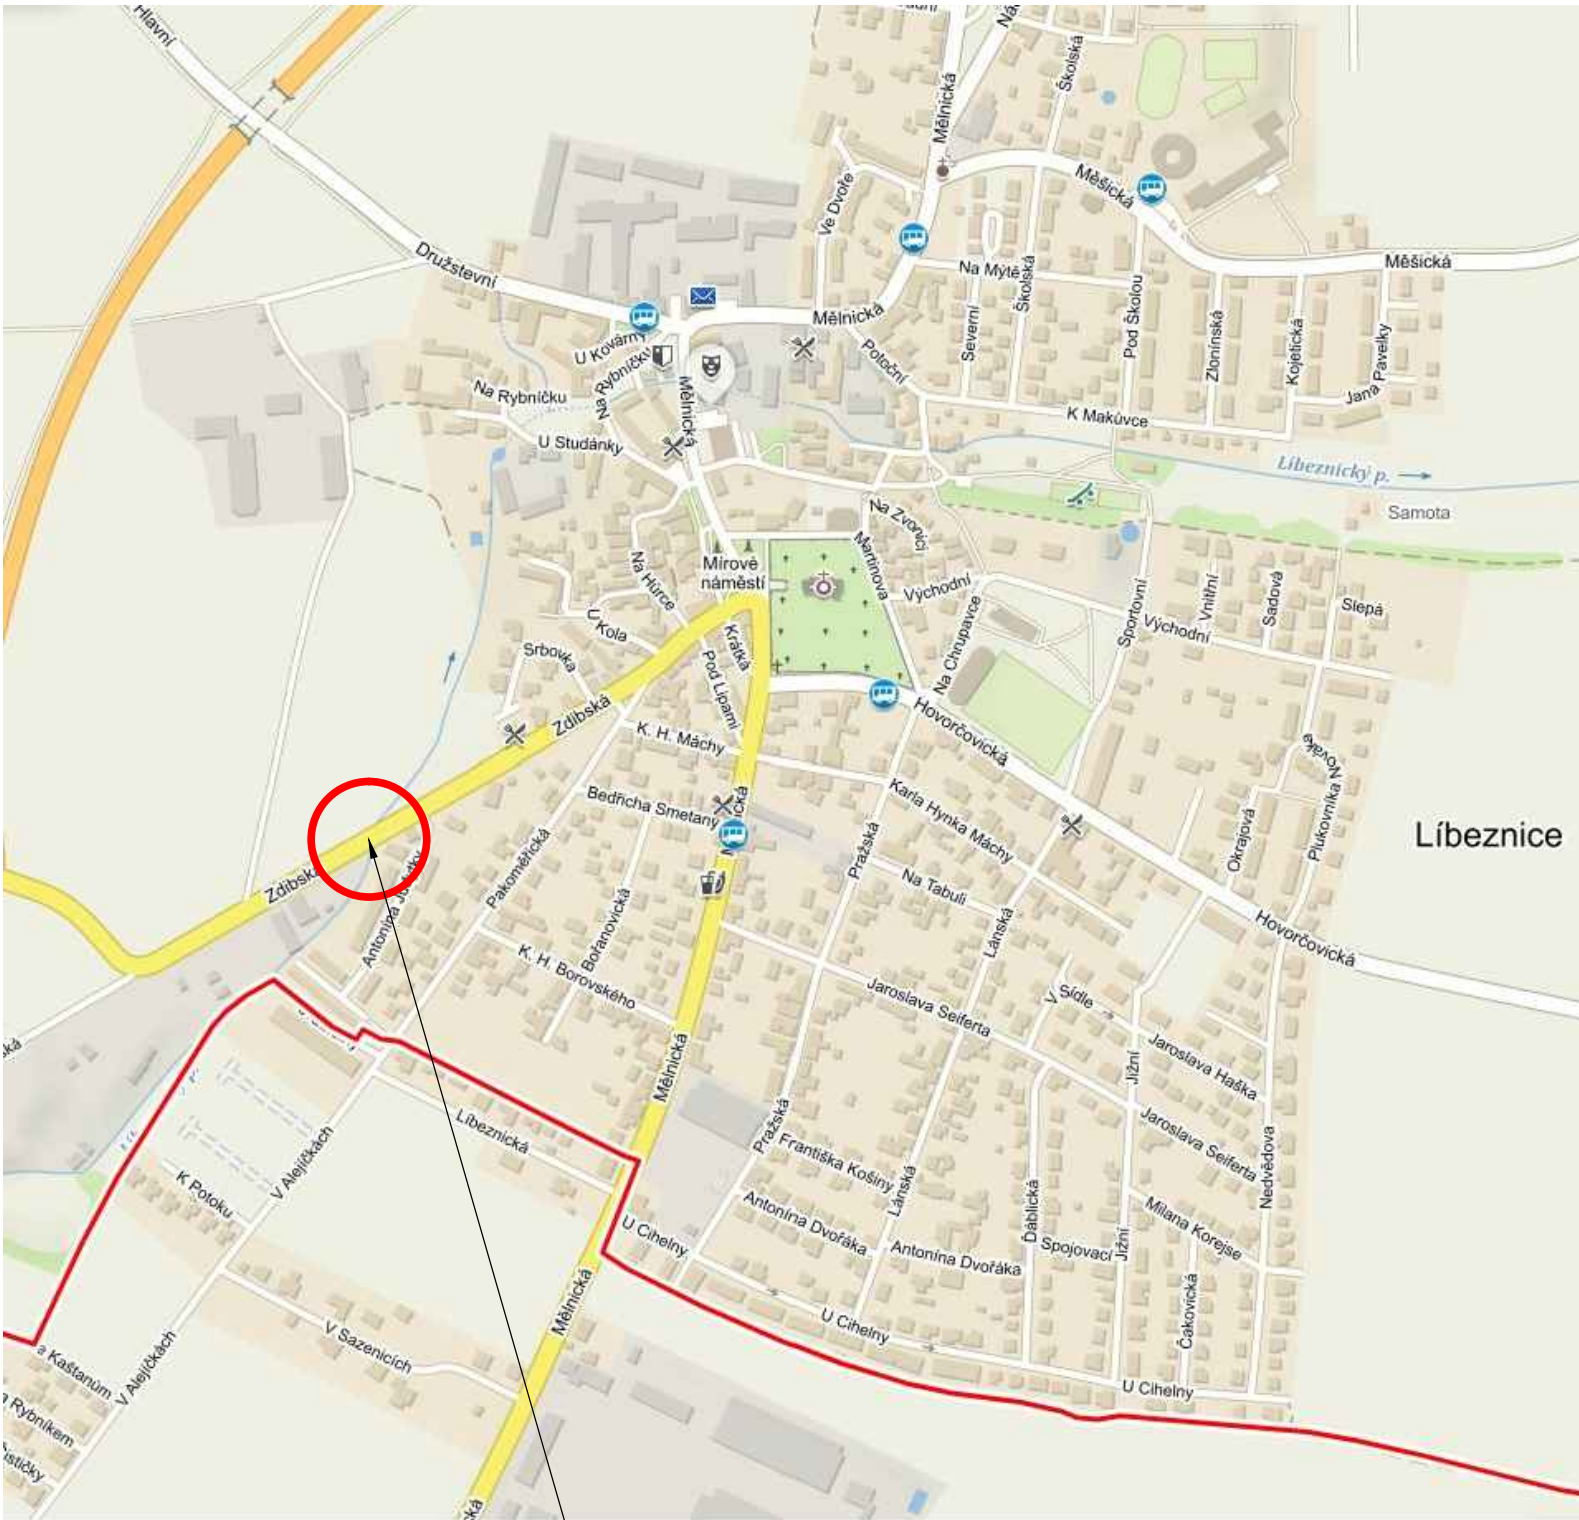 Hlavní
Mělnická
Školská
Ve Dvoře
Měšická
Družstevní
Na Mýtě
Školská
Měšická
Mělnická
Severní
Pod Školou
Zlonínská
Kojetická
Jana Pavelky
U Kovárny
Na Rybníčku
Potoční
Na Rybníčku
Mělnická
K Makůvce
U Studánky
Líbeznický p.
Samota
Na Zvonici
Martinova
Mírové
náměstí
Na Hůrce
Východní
Vnitřní
Sadová
Slepá
U Kola
Krátká
Na Chrupavce
Sportovní
Východní
Srbovka
Pod Lipami
Zdibská
K. H. Máchy
Hovorčovická
Bedřicha Smetany
Karla Hynka Máchy
Okrajová
Plukovníka Nováka
Líbeznice
Pražská
Zdibská
Pakoměřická
Na Tabuli
Bořanovická
Lánská
Hovorčovická
K. H. Borovského
Jaroslava Seiferta
V Sídle
Mělnická
Jižní
Jaroslava Haška
Líbeznická
Pražská
Františka Košiny
Jaroslava Seiferta
V Alejíčkách
K Potoku
Lánská
Ďáblická
Nedvědova
Antonína Dvořáka
Milana Korejse
U Cihelny
Antonína Dvořáka
Spojovací
Jižní
Mělnická
U Cihelny
Čakovická
V Sazenicích
V Alejíčkách
U Cihelny